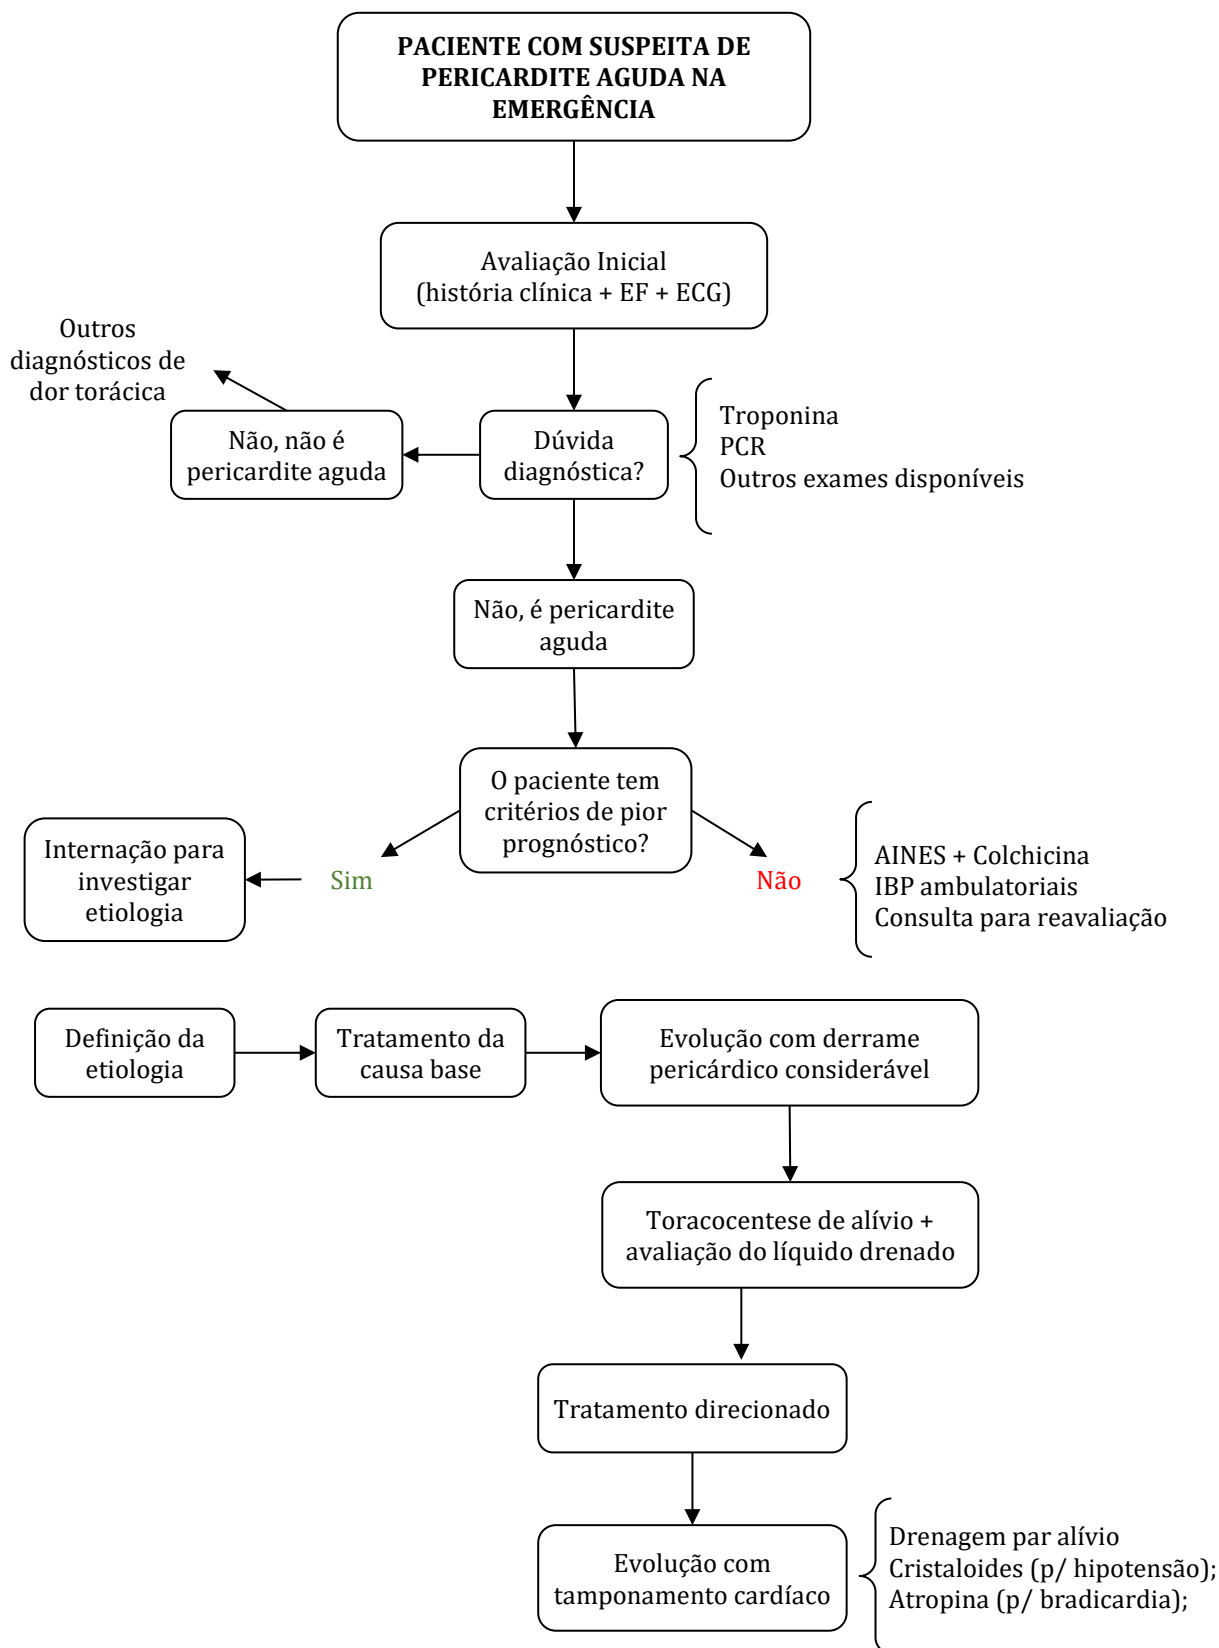 PACIENTE COM SUSPEITA DE
PERICARDITE AGUDA NA
EMERGÊNCIA
Avaliação Inicial
(história clínica + EF + ECG)
Outros
diagnósticos de
dor torácica
Não, não é
pericardite aguda
Dúvida
diagnóstica?
Troponina
PCR
Outros exames disponíveis
Não, é pericardite
aguda
O paciente tem
critérios de pior
prognóstico?
Internação para
investigar
etiologia
Sim
Não
AINES + Colchicina
IBP ambulatoriais
Consulta para reavaliação
Definição da
etiologia
Tratamento da
causa base
Evolução com derrame
pericárdico considerável
Toracocentese de alívio +
avaliação do líquido drenado
Tratamento direcionado
Evolução com
tamponamento cardíaco
Drenagem par alívio
Cristaloides (p/ hipotensão);
Atropina (p/ bradicardia);